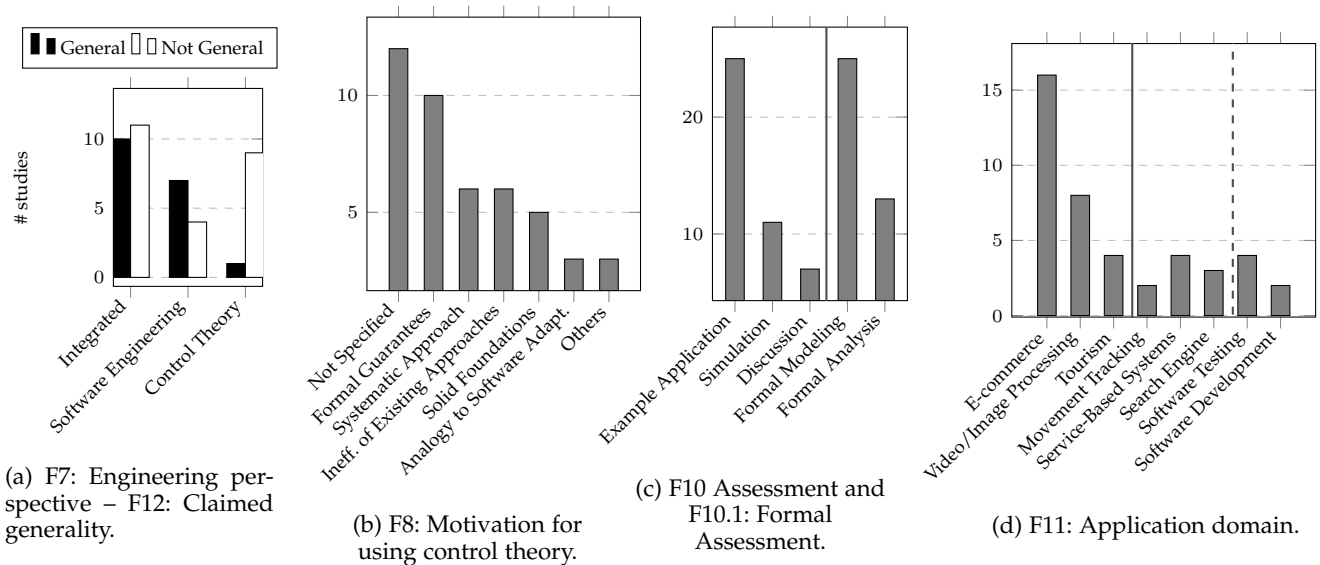 General Not General
# studies
10
5
0
Integrated
Software Engineering
Control Theory
(a) F7: Engineering per-
spective – F12: Claimed
generality.
10
5
Not Specified
Formal Guarantees
Systematic Approach
Ineff. of Existing Approaches
Solid Foundations
Analogy to Software Adapt.
Others
(b) F8: Motivation for
using control theory.
20
10
Example Application
Simulation
Discussion
Formal Modeling
Formal Analysis
(c) F10 Assessment and
F10.1: Formal
Assessment.
15
10
5
0
E-commerce
Video/Image Processing
Tourism
Movement Tracking
Service-Based Systems
Search Engine
Software Testing
Software Development
(d) F11: Application domain.